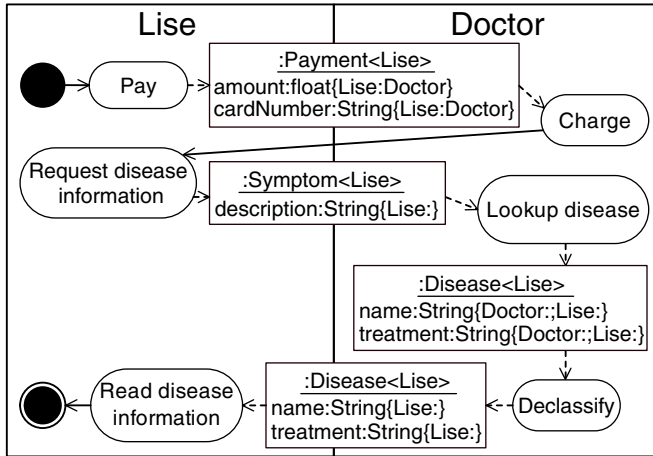 Lise
Doctor
:Payment<Lise>
amount:float{Lise:Doctor}
cardNumber:String{Lise:Doctor}
Pay
Charge
Request disease
information
:Symptom<Lise>
description:String{Lise:}
Lookup disease
:Disease<Lise>
name:String{Doctor:;Lise:}
treatment:String{Doctor:;Lise:}
Read disease
information
:Disease<Lise>
name:String{Lise:}
treatment:String{Lise:}
Declassify